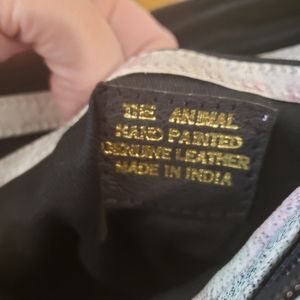 THE ANIMAL
HAND PAINTED
GENUINE LEATHER
MADE IN INDIA